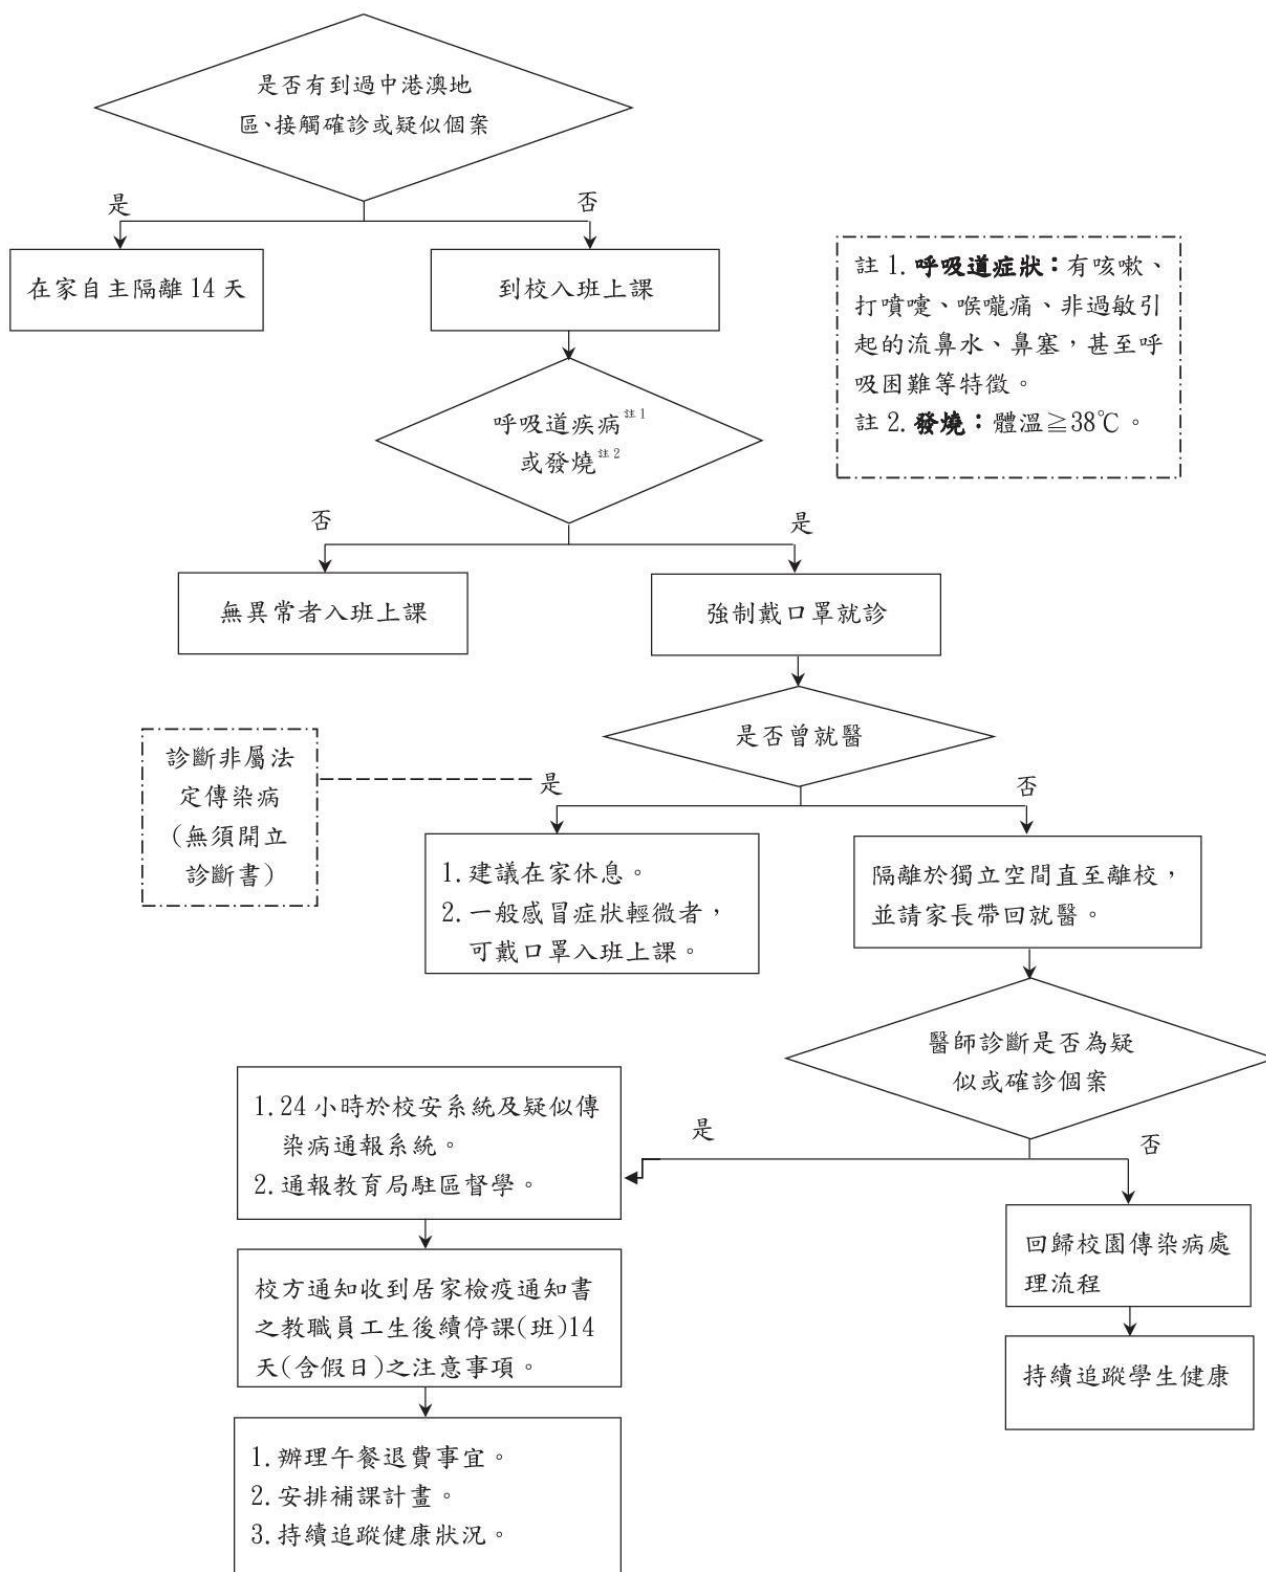 是否有到過中港澳地
區、接觸確診或疑似個案
是
否
在家自主隔離 14 天
到校入班上課
註 1. 呼吸道症狀：有咳嗽、
打噴嚏、喉嚨痛、非過敏引
起的流鼻水、鼻塞，甚至呼
吸困難等特徵。
註 2. 發燒：體溫≧38℃。
呼吸道疾病註1
或發燒註2
否
是
無異常者入班上課
強制戴口罩就診
是否曾就醫
診斷非屬法
定傳染病
(無須開立
診斷書)
是
否
1. 建議在家休息。
2. 一般感冒症狀輕微者，
可戴口罩入班上課。
隔離於獨立空間直至離校，
並請家長帶回就醫。
醫師診斷是否為疑
似或確診個案
是
否
1.24 小時於校安系統及疑似傳
染病通報系統。
2. 通報教育局駐區督學。
回歸校園傳染病處
理流程
校方通知收到居家檢疫通知書
之教職員工生後續停課(班)14
天(含假日)之注意事項。
持續追蹤學生健康
1. 辦理午餐退費事宜。
2. 安排補課計畫。
3. 持續追蹤健康狀況。